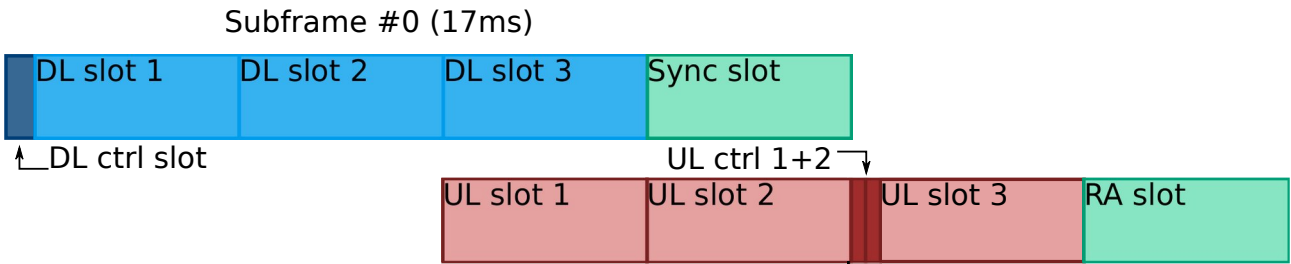 Subframe #0 (17ms)
DL slot 1 DL slot 2 DL slot 3 Sync slot
DL ctrl slot UL ctrl 1+2
UL slot 1 UL slot 2 UL slot 3 RA slot